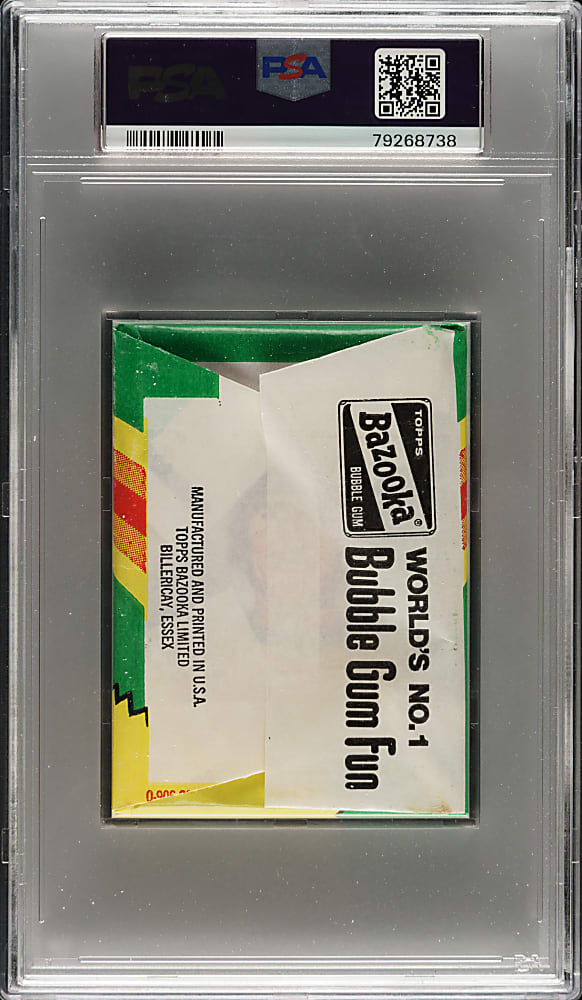 PSA
PSA
79268738
TOPPS
Bazooka®
BUBBLE GUM
WORLD'S NO.1
Bubble Gum Fun
MANUFACTURED AND PRINTED IN U.S.A.
TOPPS BAZOOKA LIMITED
BILLERICAY, ESSEX